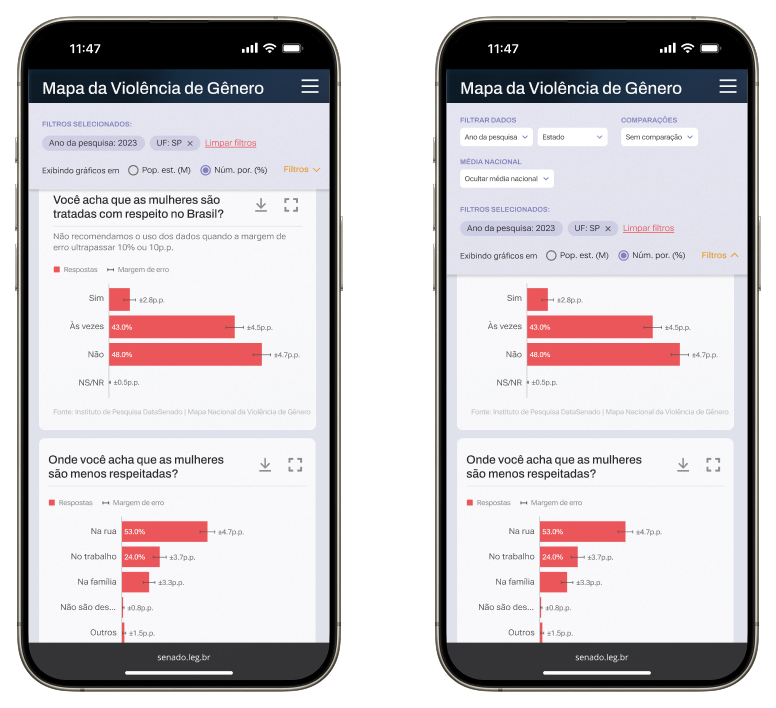 11:47
Mapa da Violência de Gênero
FILTROS SELECIONADOS:
Ano da pesquisa: 2023 UF: SP × Limpar filtros
Exibindo gráficos em Pop. est. (M) Núm. por. (%) Filtros
Você acha que as mulheres são
tratadas com respeito no Brasil?
Não recomendamos o uso dos dados quando a margem de
erro ultrapassar 10% ou 10p.p.
Respostas Margem de erro
Sim ±2.8p.p.
Às vezes 43.0% ±4.5p.p.
Não 48.0% ±4.7p.p.
NS/NR ±0.5p.p.
Fonte: Instituto de Pesquisa DataSenado | Mapa Nacional da Violência de Gênero
Onde você acha que as mulheres
são menos respeitadas?
Respostas Margem de erro
Na rua 53.0% ±4.7p.p.
No trabalho 24.0% ±3.7p.p.
Na família ±3.3p.p.
Não são des... ±0.8p.p.
Outros ±1.5p.p.
senado.leg.br
11:47
Mapa da Violência de Gênero
FILTRAR DADOS COMPARAÇÕES
Ano da pesquisa Estado Sem comparação
MÉDIA NACIONAL
Ocultar média nacional
FILTROS SELECIONADOS:
Ano da pesquisa: 2023 UF: SP × Limpar filtros
Exibindo gráficos em Pop. est. (M) Núm. por. (%) Filtros
Sim ±2.8p.p.
Às vezes 43.0% ±4.5p.p.
Não 48.0% ±4.7p.p.
NS/NR ±0.5p.p.
Fonte: Instituto de Pesquisa DataSenado | Mapa Nacional da Violência de Gênero
Onde você acha que as mulheres
são menos respeitadas?
Respostas Margem de erro
Na rua 53.0% ±4.7p.p.
No trabalho 24.0% ±3.7p.p.
Na família ±3.3p.p.
Não são des... ±0.8p.p.
Outros ±1.5p.p.
senado.leg.br